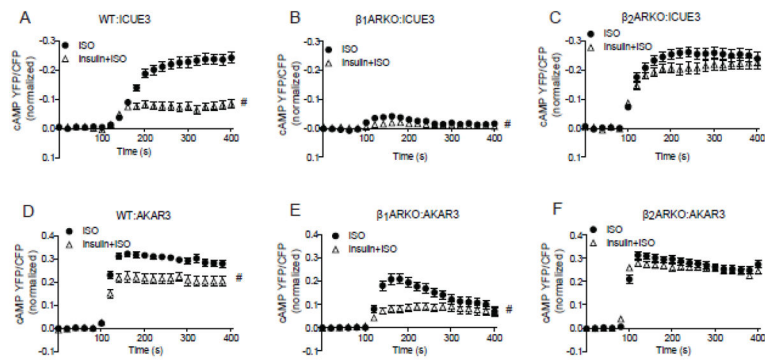 A
WT:ICUE3
cAMP YFP/CFP
(normalized)
-0.3
-0.2
-0.1
0.0
0.1
ISO
Insulin+ISO
#
100 200 300 400
Time (s)
B
β1ARKO:ICUE3
cAMP YFP/CFP
(normalized)
-0.3
-0.2
-0.1
-0.0
0.1
ISO
Insulin+ISO
#
100 200 300 400
Time (s)
C
β2ARKO:ICUE3
cAMP YFP/CFP
(normalized)
-0.3
-0.2
-0.1
-0.0
0.1
ISO
Insulin+ISO
100 200 300 400
Time (s)
D
WT:AKAR3
cAMP YFP/CFP
(normalized)
0.4
0.3
0.2
0.1
0.0
ISO
Insulin+ISO
#
0 100 200 300 400
Time (s)
E
β1ARKO:AKAR3
cAMP YFP/CFP
(normalized)
0.4
0.3
0.2
0.1
0.0
ISO
Insulin+ISO
#
0 100 200 300 400
Time (s)
F
β2ARKO:AKAR3
cAMP YFP/CFP
(normalized)
0.4
0.3
0.2
0.1
0.0
ISO
Insulin+ISO
0 100 200 300 400
Time (s)